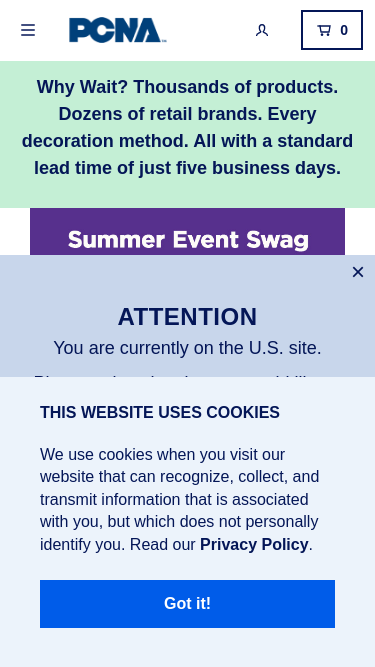 PCNA
0
Why Wait? Thousands of products.
Dozens of retail brands. Every
decoration method. All with a standard
lead time of just five business days.
Summer Event Swag
ATTENTION
You are currently on the U.S. site.
THIS WEBSITE USES COOKIES
We use cookies when you visit our
website that can recognize, collect, and
transmit information that is associated
with you, but which does not personally
identify you. Read our Privacy Policy.
Got it!